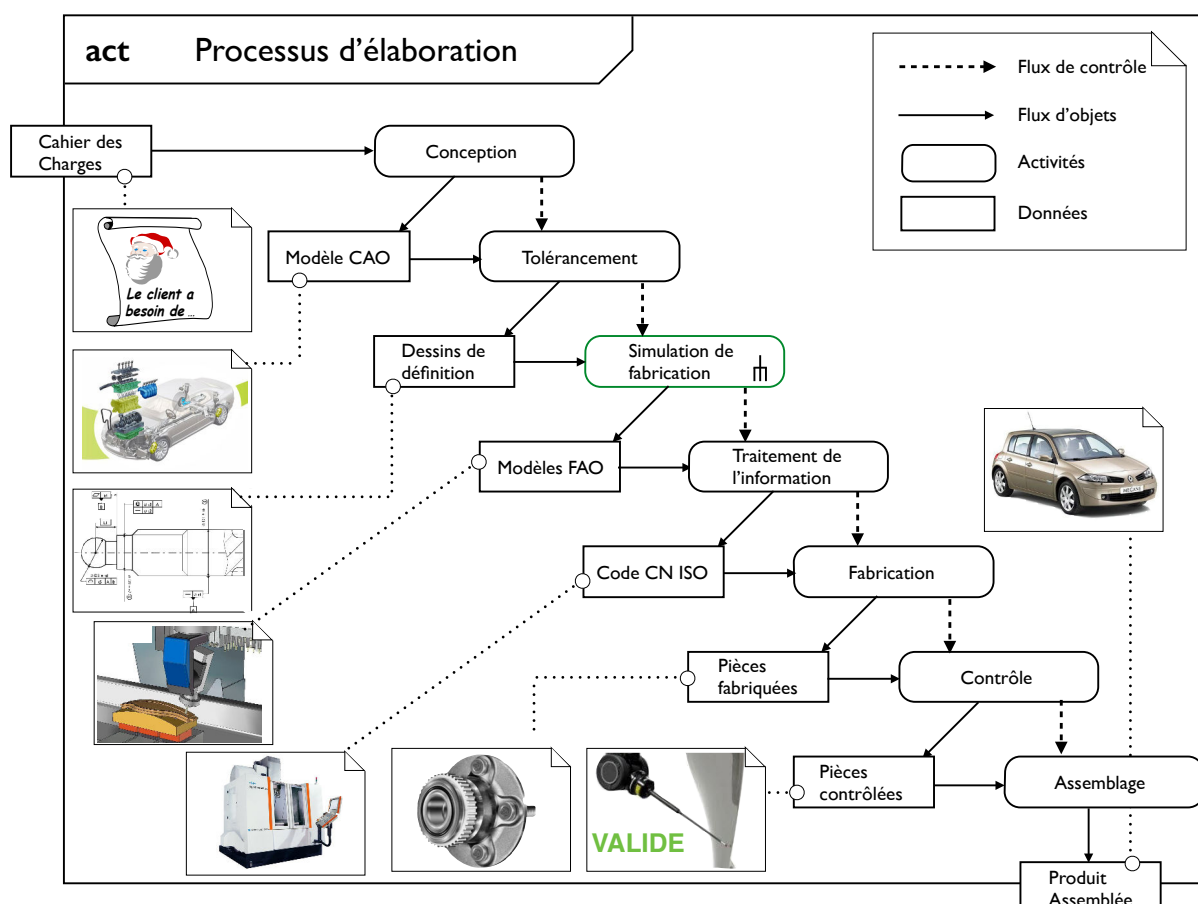 act Processus d'élaboration
Flux de contrôle
Flux d'objets
Activités
Données
Cahier des
Charges
Conception
Le client a
besoin de ...
Modèle CAO
Tolérancement
Dessins de
définition
Simulation de
fabrication
Modèles FAO
Traitement de
l'information
MEGANE
Code CN ISO
Fabrication
Pièces
fabriquées
Contrôle
VALIDE
Pièces
contrôlées
Assemblage
Produit
Assemblée